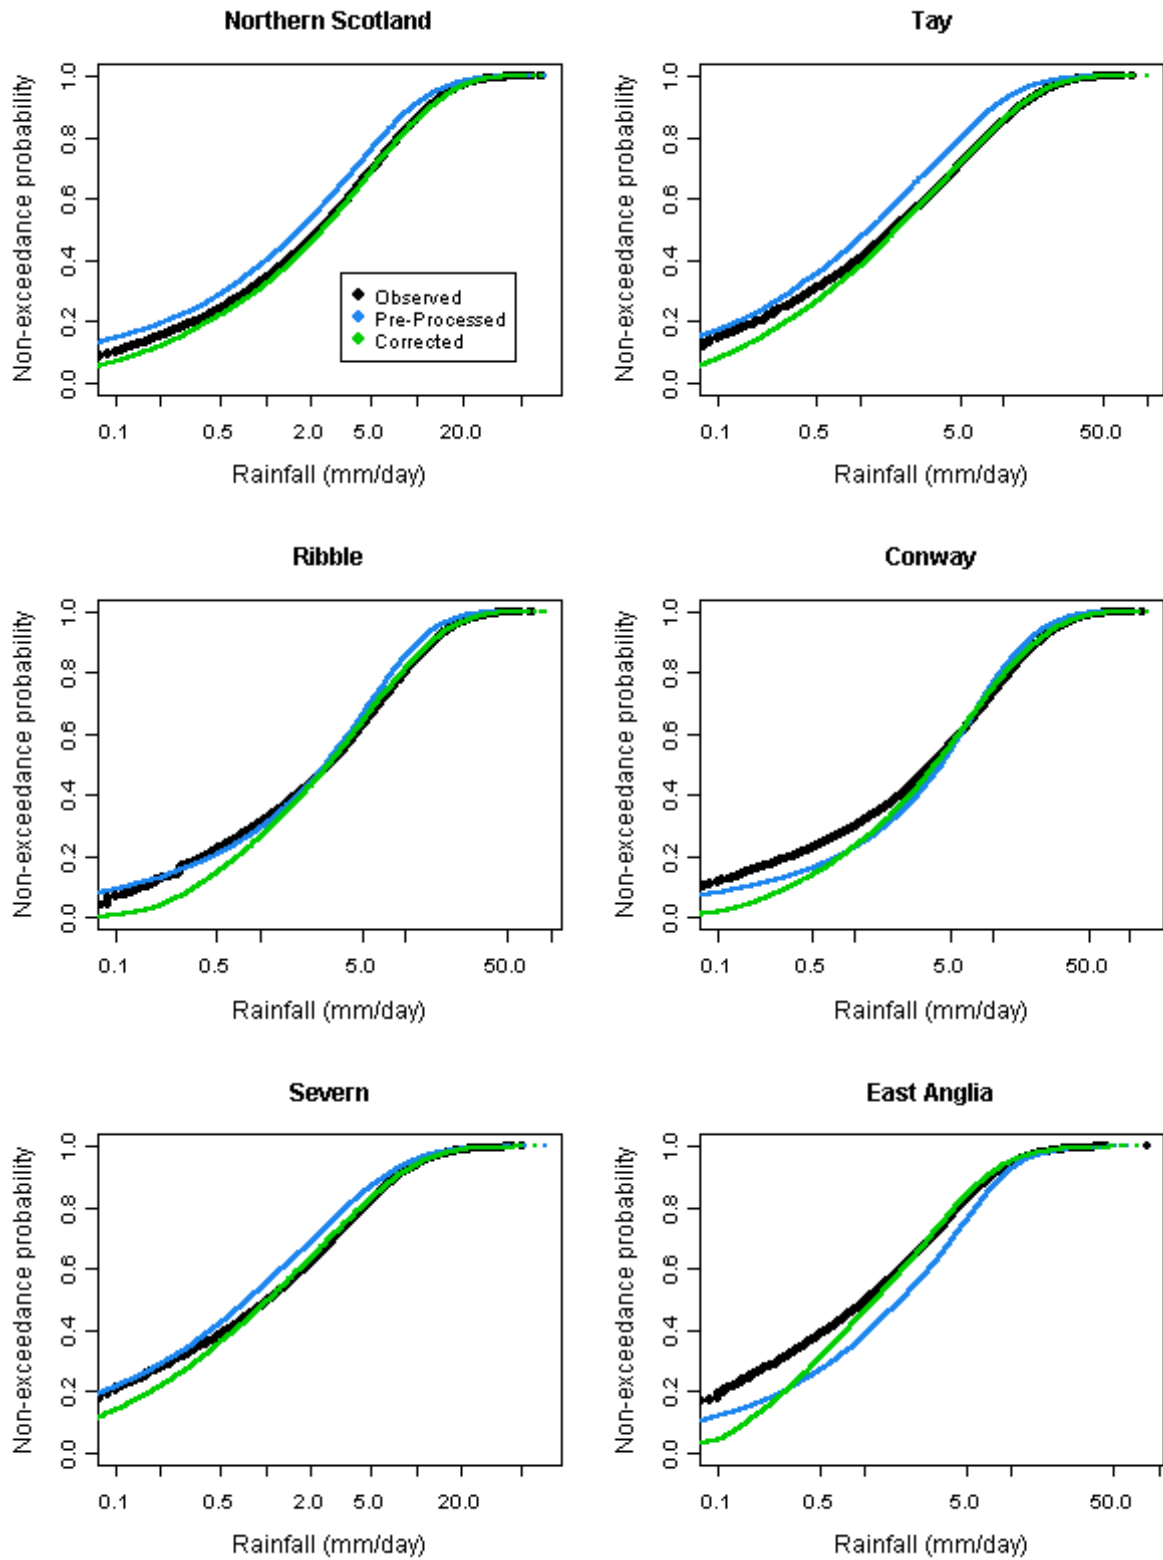 Northern Scotland
Non-exceedance probability
0.0 0.2 0.4 0.6 0.8 1.0
Observed
Pre-Processed
Corrected
0.1 0.5 2.0 5.0 20.0
Rainfall (mm/day)
Tay
Non-exceedance probability
0.0 0.2 0.4 0.6 0.8 1.0
0.1 0.5 5.0 50.0
Rainfall (mm/day)
Ribble
Non-exceedance probability
0.0 0.2 0.4 0.6 0.8 1.0
0.1 0.5 5.0 50.0
Rainfall (mm/day)
Conway
Non-exceedance probability
0.0 0.2 0.4 0.6 0.8 1.0
0.1 0.5 5.0 50.0
Rainfall (mm/day)
Severn
Non-exceedance probability
0.0 0.2 0.4 0.6 0.8 1.0
0.1 0.5 2.0 5.0 20.0
Rainfall (mm/day)
East Anglia
Non-exceedance probability
0.0 0.2 0.4 0.6 0.8 1.0
0.1 0.5 5.0 50.0
Rainfall (mm/day)